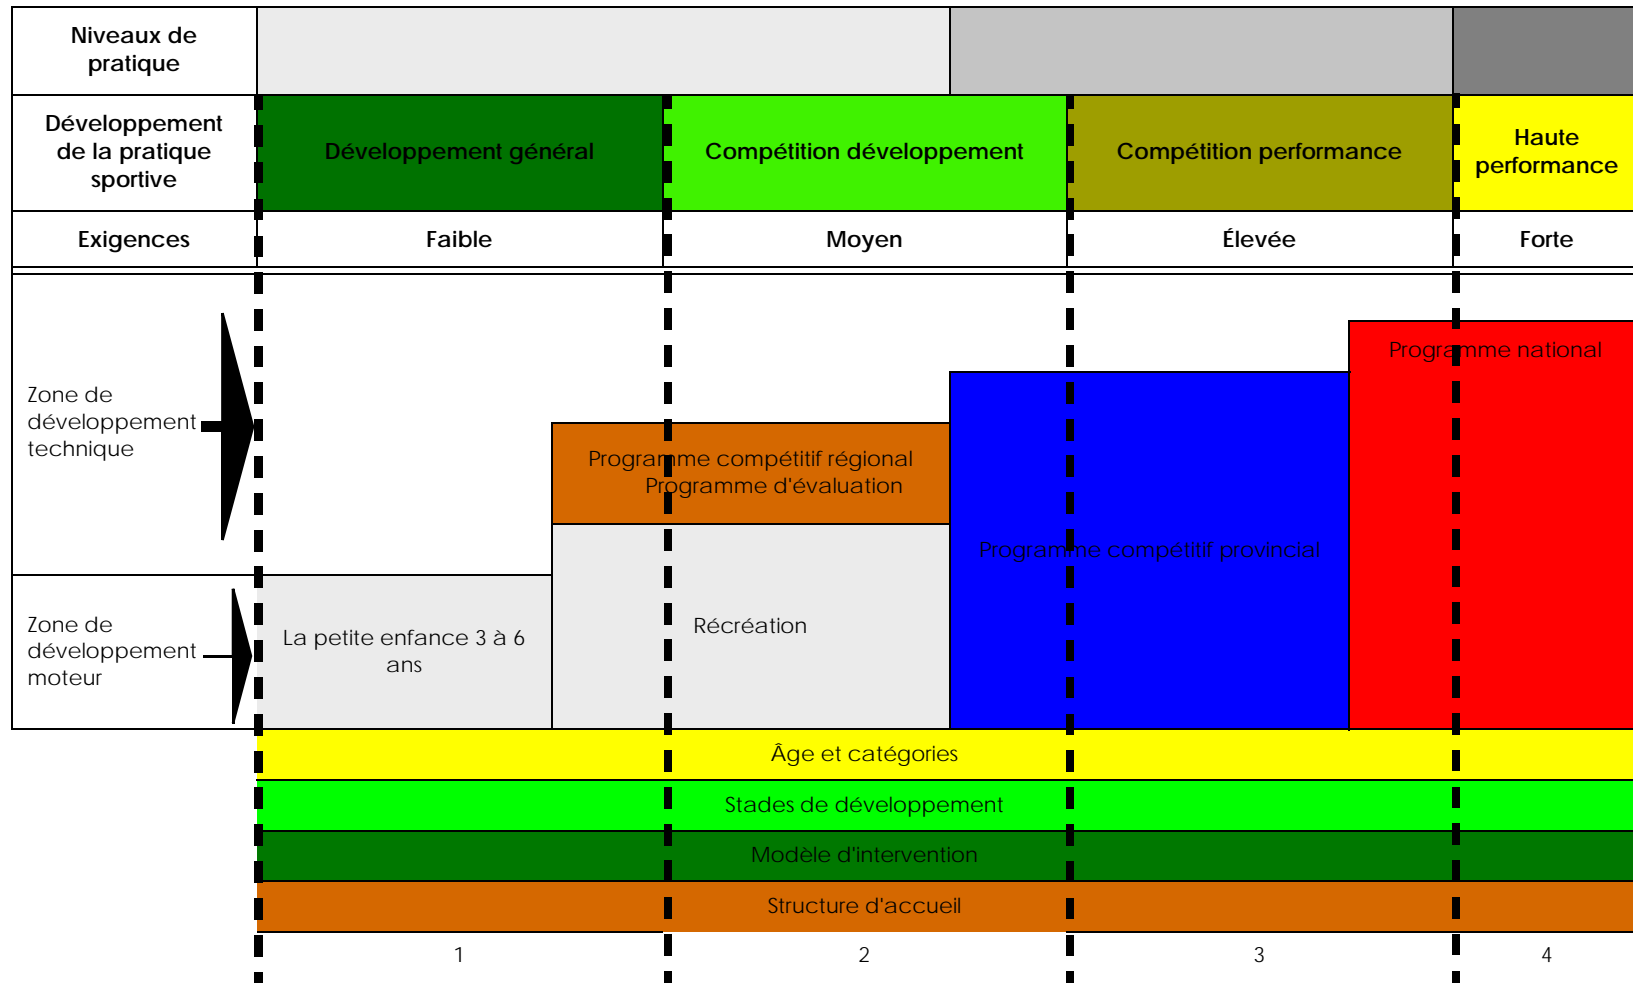 Niveaux de
pratique
Développement
de la pratique
sportive
Développement général
Compétition développement
Compétition performance
Haute
performance
Exigences
Faible
Moyen
Élevée
Forte
Programme national
Zone de
développement
technique
Programme compétitif régional
Programme d'évaluation
Programme compétitif provincial
Zone de
développement
moteur
La petite enfance 3 à 6
ans
Récréation
Âge et catégories
Stades de développement
Modèle d'intervention
Structure d'accueil
1
2
3
4